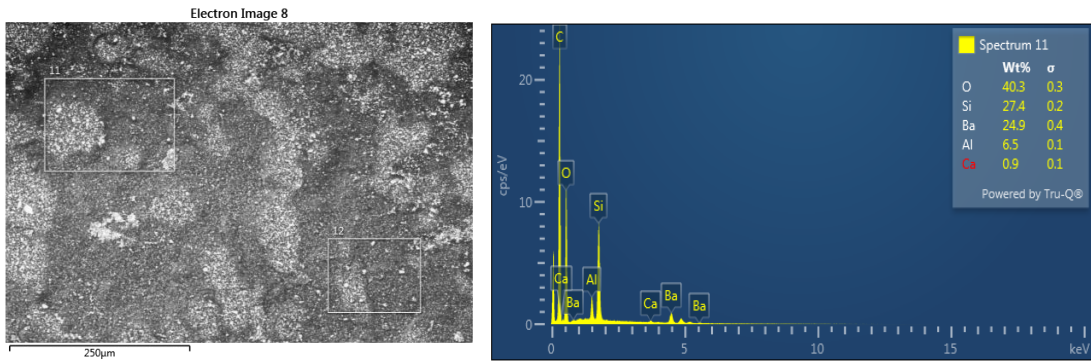 Electron Image 8
11
12
250µm
cps/eV
20
10
0
C
O
Si
Ca
Ba
Al
Ca
Ba
Ba
0
5
10
15
keV
Spectrum 11
Wt% σ
O 40.3 0.3
Si 27.4 0.2
Ba 24.9 0.4
Al 6.5 0.1
Ca 0.9 0.1
Powered by Tru-Q®